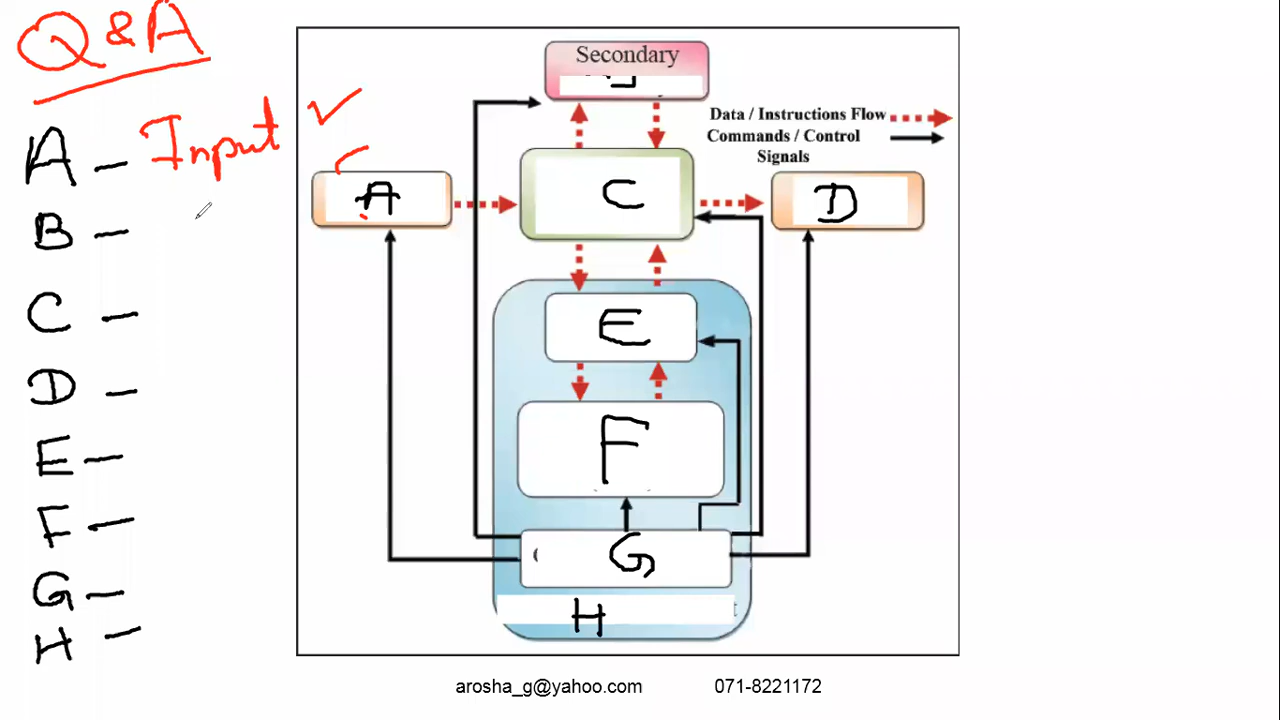 Q & A
A - Input
B -
C -
D -
E -
F -
G -
H -
Secondary
Data / Instructions Flow
Commands / Control
Signals
A
C
D
E
F
G
H
arosha_g@yahoo.com 071-8221172